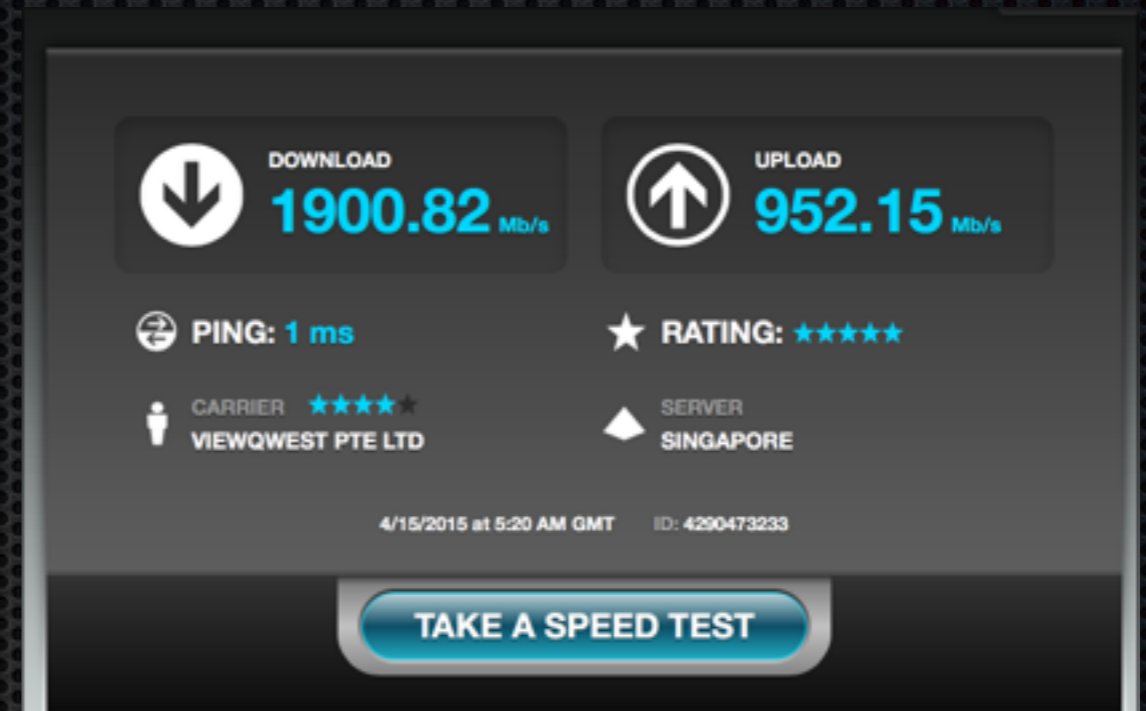 DOWNLOAD
1900.82 Mb/s
UPLOAD
952.15 Mb/s
PING: 1 ms
RATING:
CARRIER
VIEWQWEST PTE LTD
SERVER
SINGAPORE
4/15/2015 at 5:20 AM GMT ID: 4290473233
TAKE A SPEED TEST